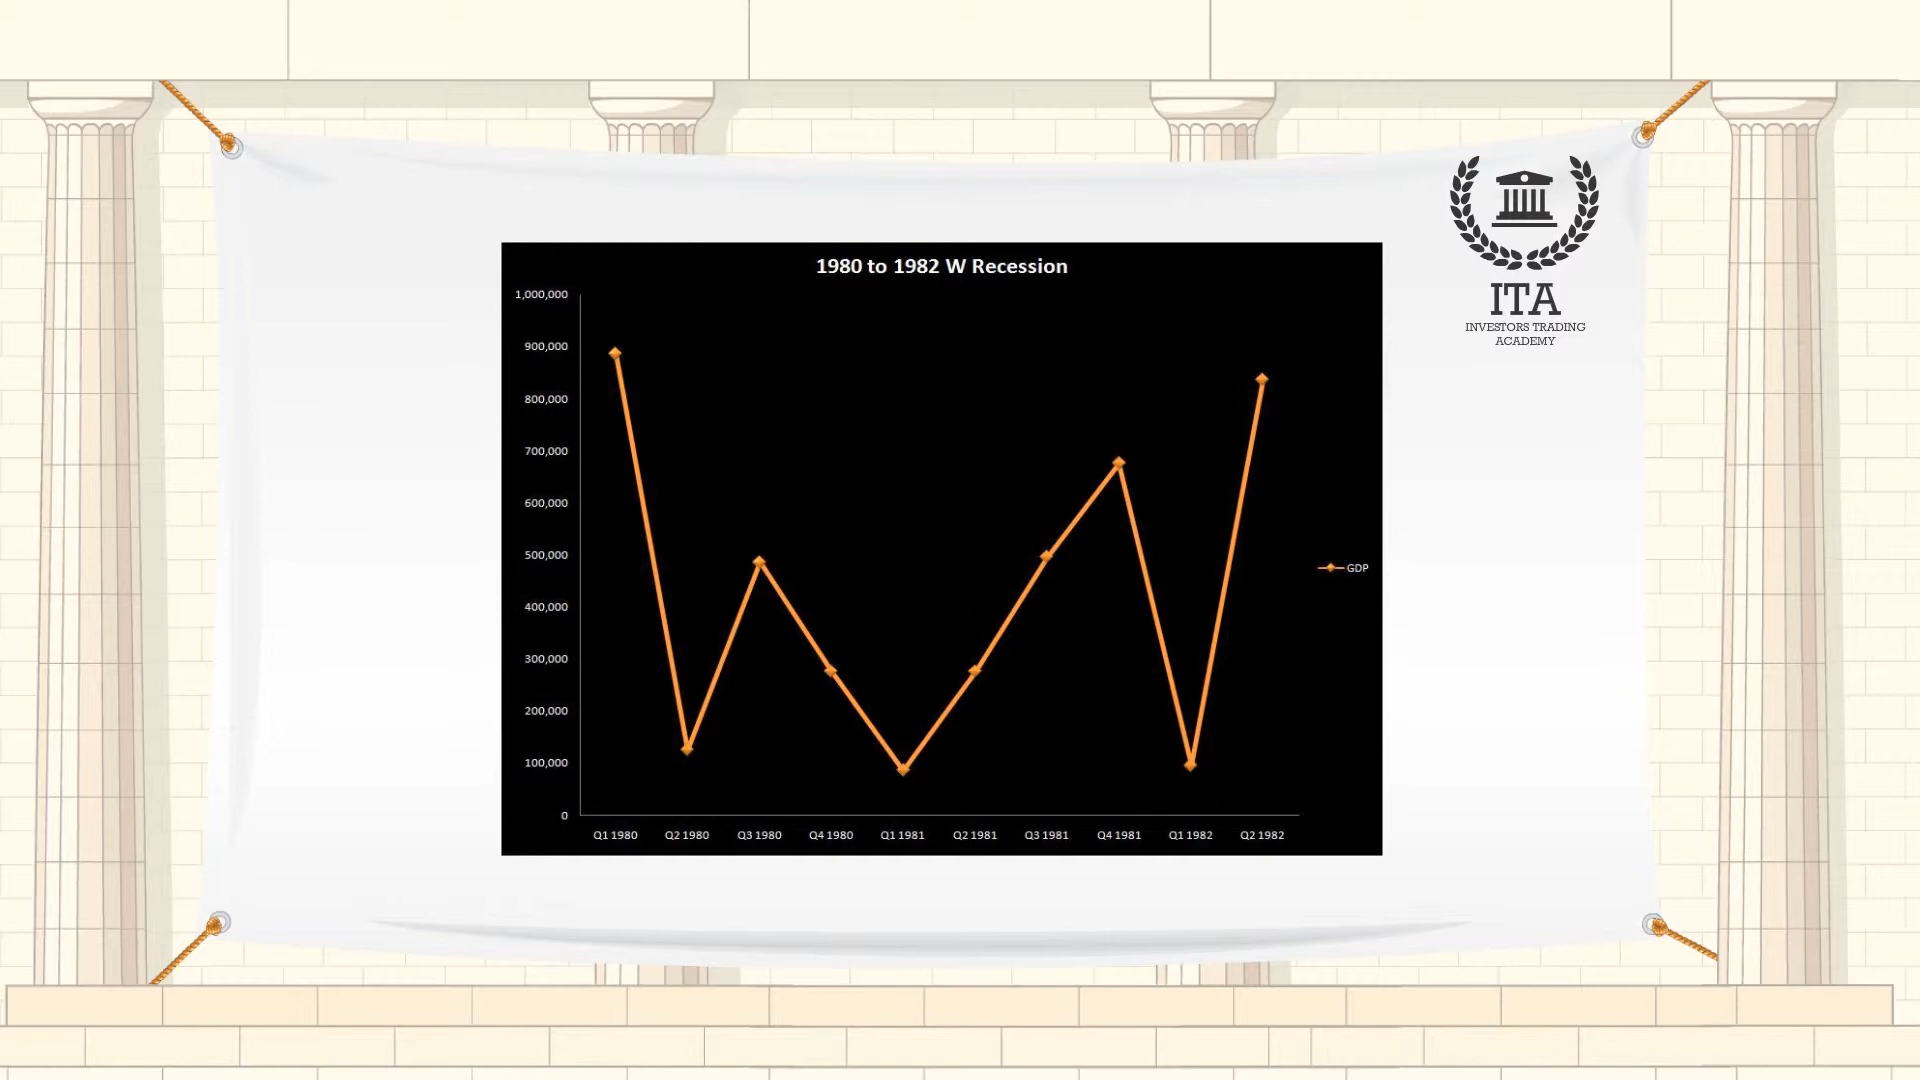 1980 to 1982 W Recession
1,000,000
900,000
800,000
700,000
600,000
500,000
400,000
300,000
200,000
100,000
0
Q1 1980 Q2 1980 Q3 1980 Q4 1980 Q1 1981 Q2 1981 Q3 1981 Q4 1981 Q1 1982 Q2 1982
GDP
ITA
INVESTORS TRADING
ACADEMY